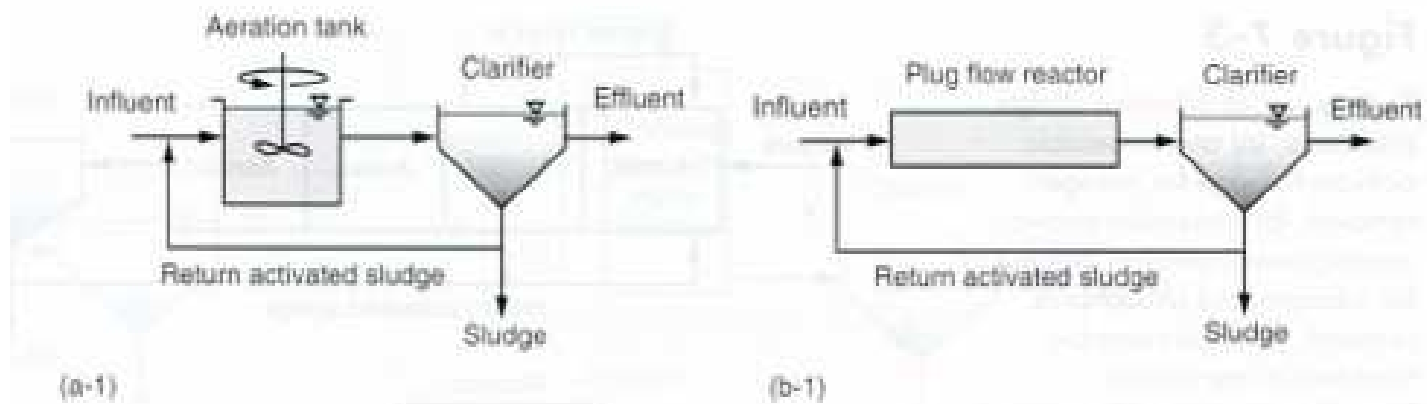 Aeration tank
Influent
Clarifier
Effluent
Return activated sludge
Sludge
(a-1)
Plug flow reactor
Influent
Clarifier
Effluent
Return activated sludge
Sludge
(b-1)